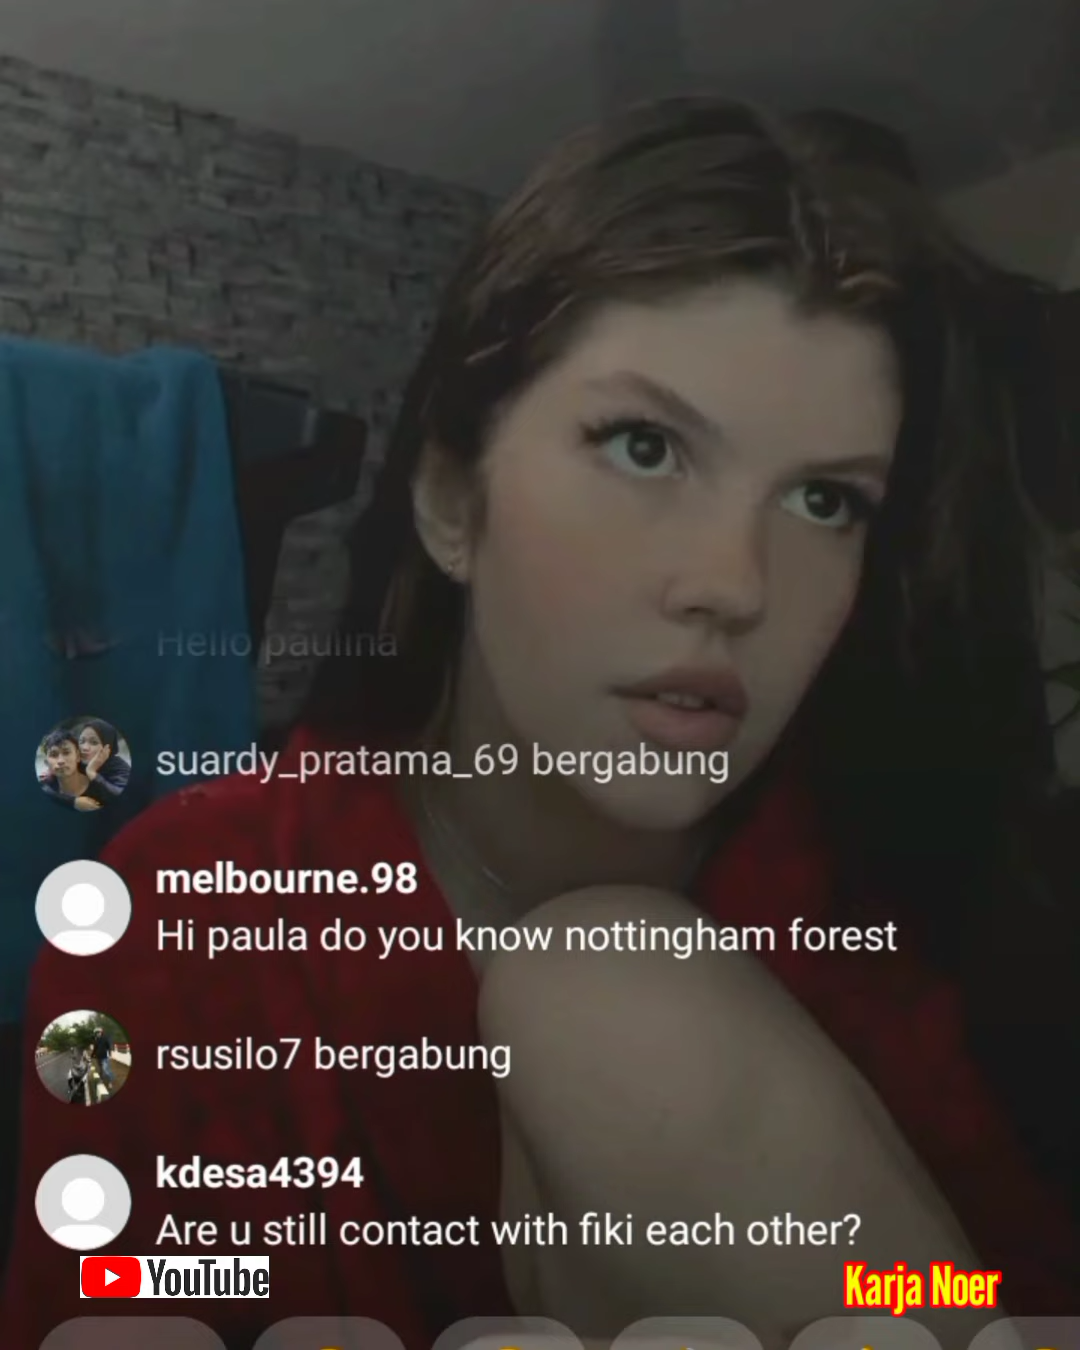 Hello paulina
suardy_pratama_69 bergabung
melbourne.98
Hi paula do you know nottingham forest
rsusilo7 bergabung
kdesa4394
Are u still contact with fiki each other?
YouTube
Karja Noer